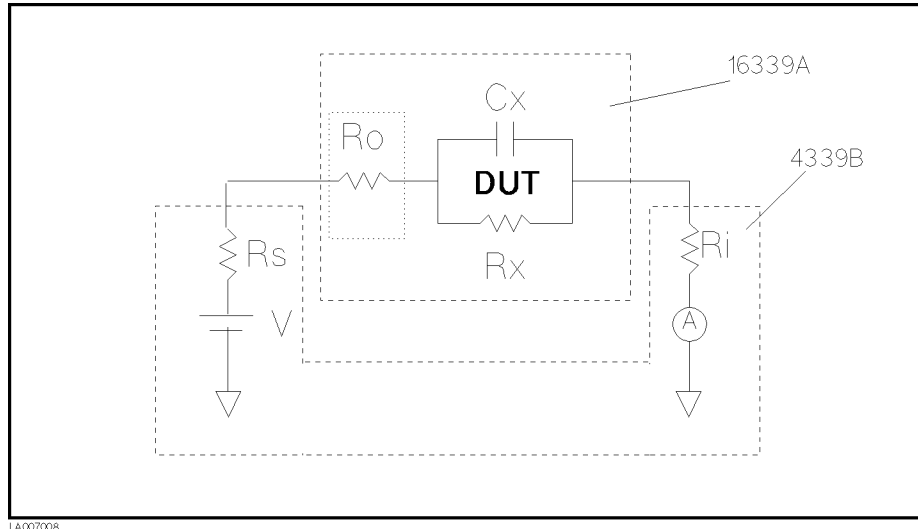 16339A
Cx
Ro
DUT
4339B
Rx
Rs
V
Ri
A
LA007008